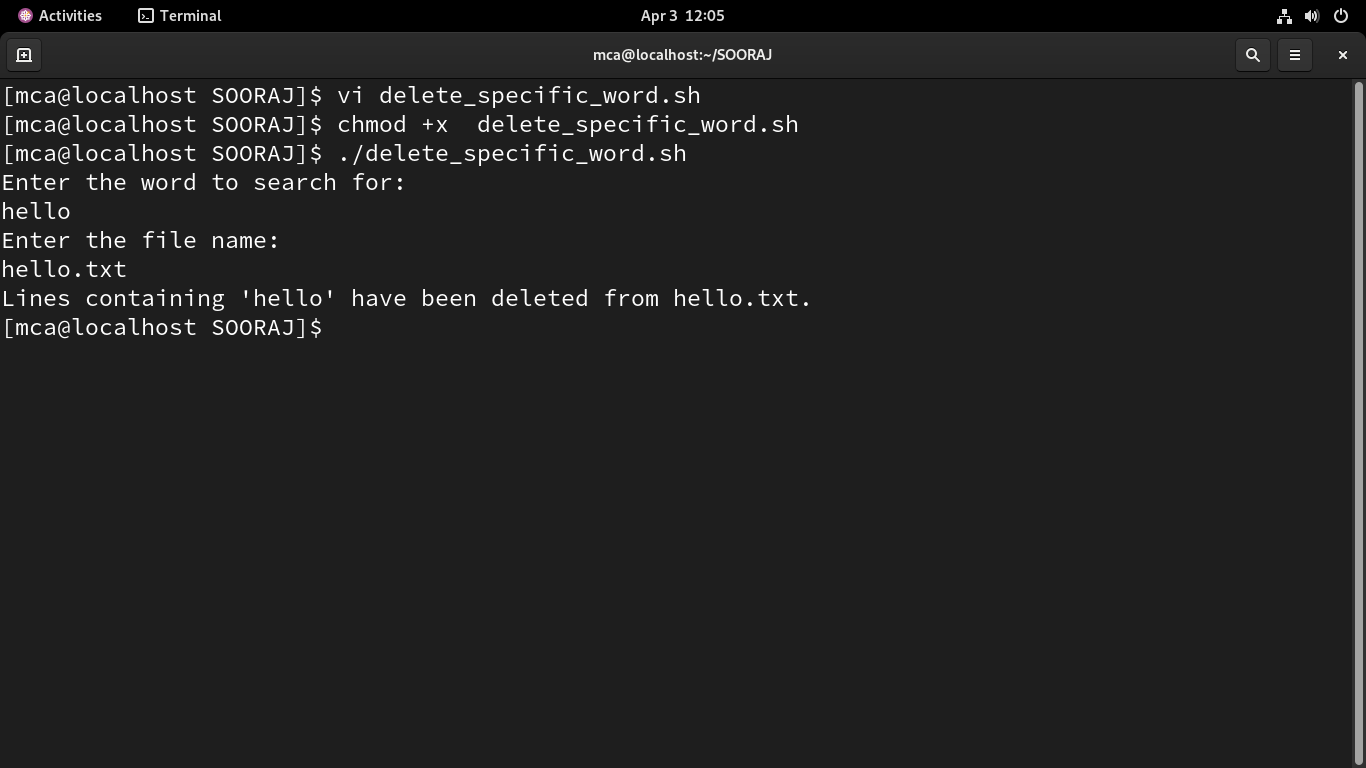 Activities Terminal Apr 3 12:05
mca@localhost:~/SOORAJ
[mca@localhost SOORAJ]$ vi delete_specific_word.sh
[mca@localhost SOORAJ]$ chmod +x  delete_specific_word.sh
[mca@localhost SOORAJ]$ ./delete_specific_word.sh
Enter the word to search for:
hello
Enter the file name:
hello.txt
Lines containing 'hello' have been deleted from hello.txt.
[mca@localhost SOORAJ]$